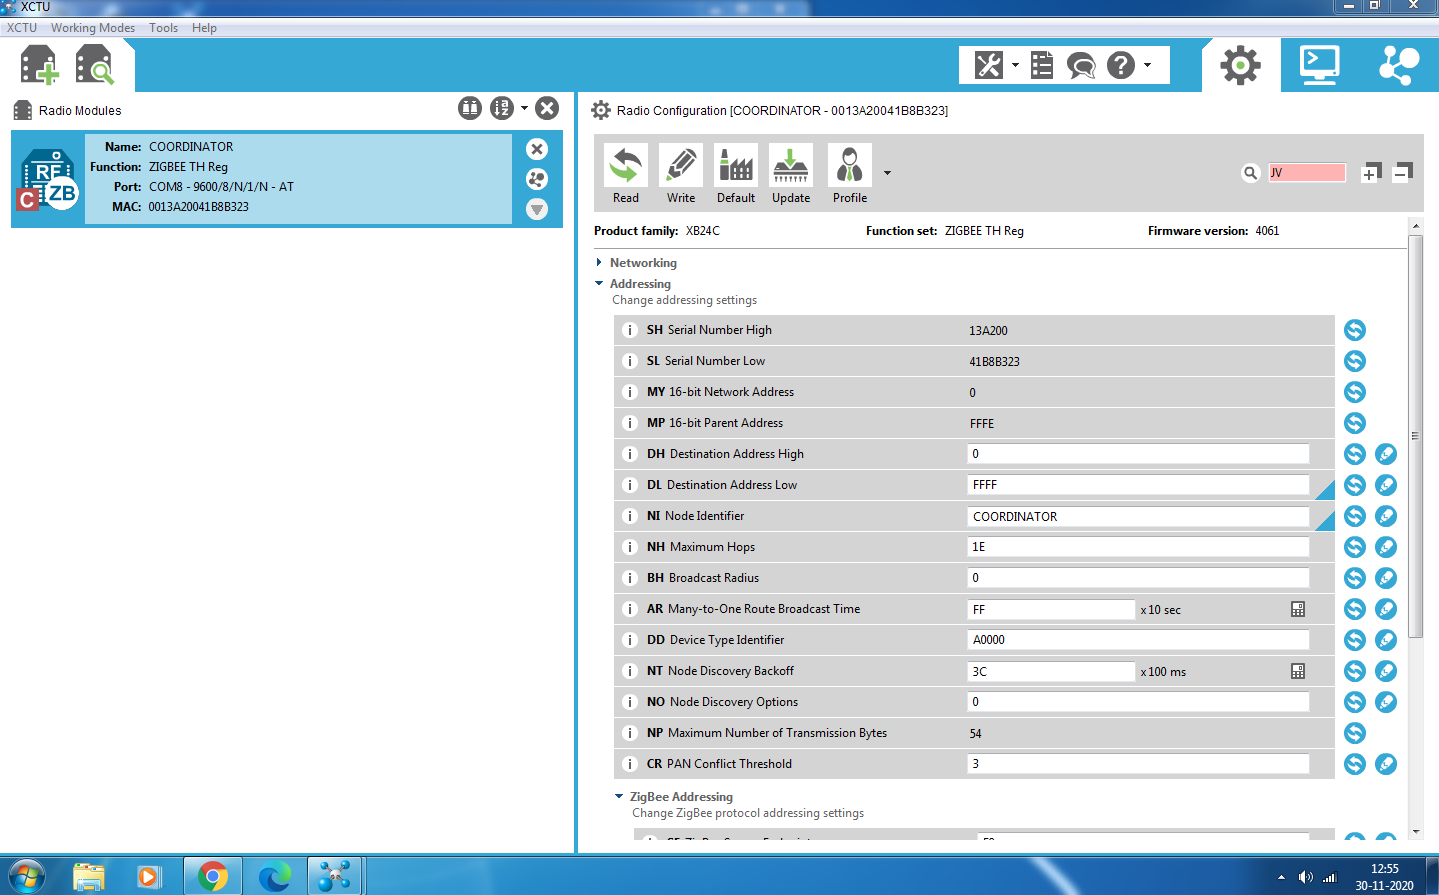 XCTU
XCTU Working Modes Tools Help
Radio Modules
Name: COORDINATOR
Function: ZIGBEE TH Reg
Port: COM8 - 9600/8/N/1/N - AT
MAC: 0013A20041B8B323
RF
C ZB
Radio Configuration [COORDINATOR - 0013A20041B8B323]
Read Write Default Update Profile
JV
Product family: XB24C Function set: ZIGBEE TH Reg Firmware version: 4061
Networking
Addressing
Change addressing settings
i SH Serial Number High 13A200
i SL Serial Number Low 41B8B323
i MY 16-bit Network Address 0
i MP 16-bit Parent Address FFFE
i DH Destination Address High 0
i DL Destination Address Low FFFF
i NI Node Identifier COORDINATOR
i NH Maximum Hops 1E
i BH Broadcast Radius 0
i AR Many-to-One Route Broadcast Time FF x 10 sec
i DD Device Type Identifier A0000
i NT Node Discovery Backoff 3C x 100 ms
i NO Node Discovery Options 0
i NP Maximum Number of Transmission Bytes 54
i CR PAN Conflict Threshold 3
ZigBee Addressing
Change ZigBee protocol addressing settings
12:55
30-11-2020